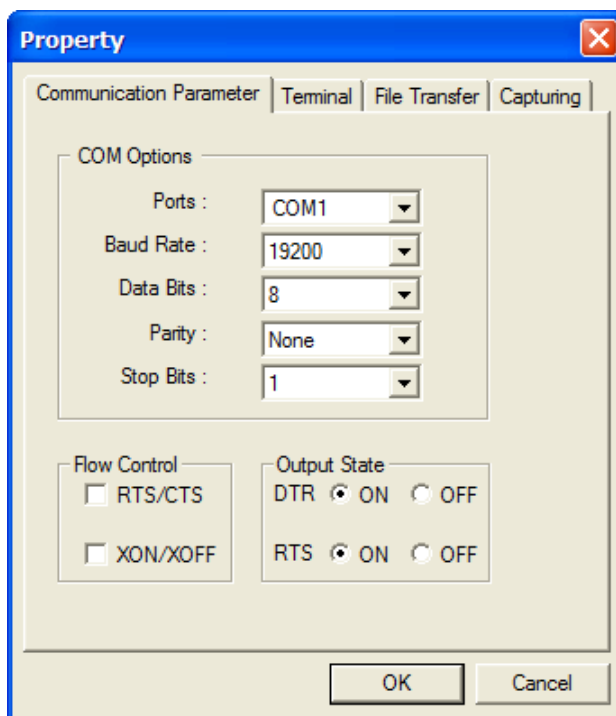 Property
Communication Parameter Terminal File Transfer Capturing
COM Options
Ports : COM1
Baud Rate : 19200
Data Bits : 8
Parity : None
Stop Bits : 1
Flow Control
RTS/CTS
XON/XOFF
Output State
DTR ON OFF
RTS ON OFF
OK Cancel